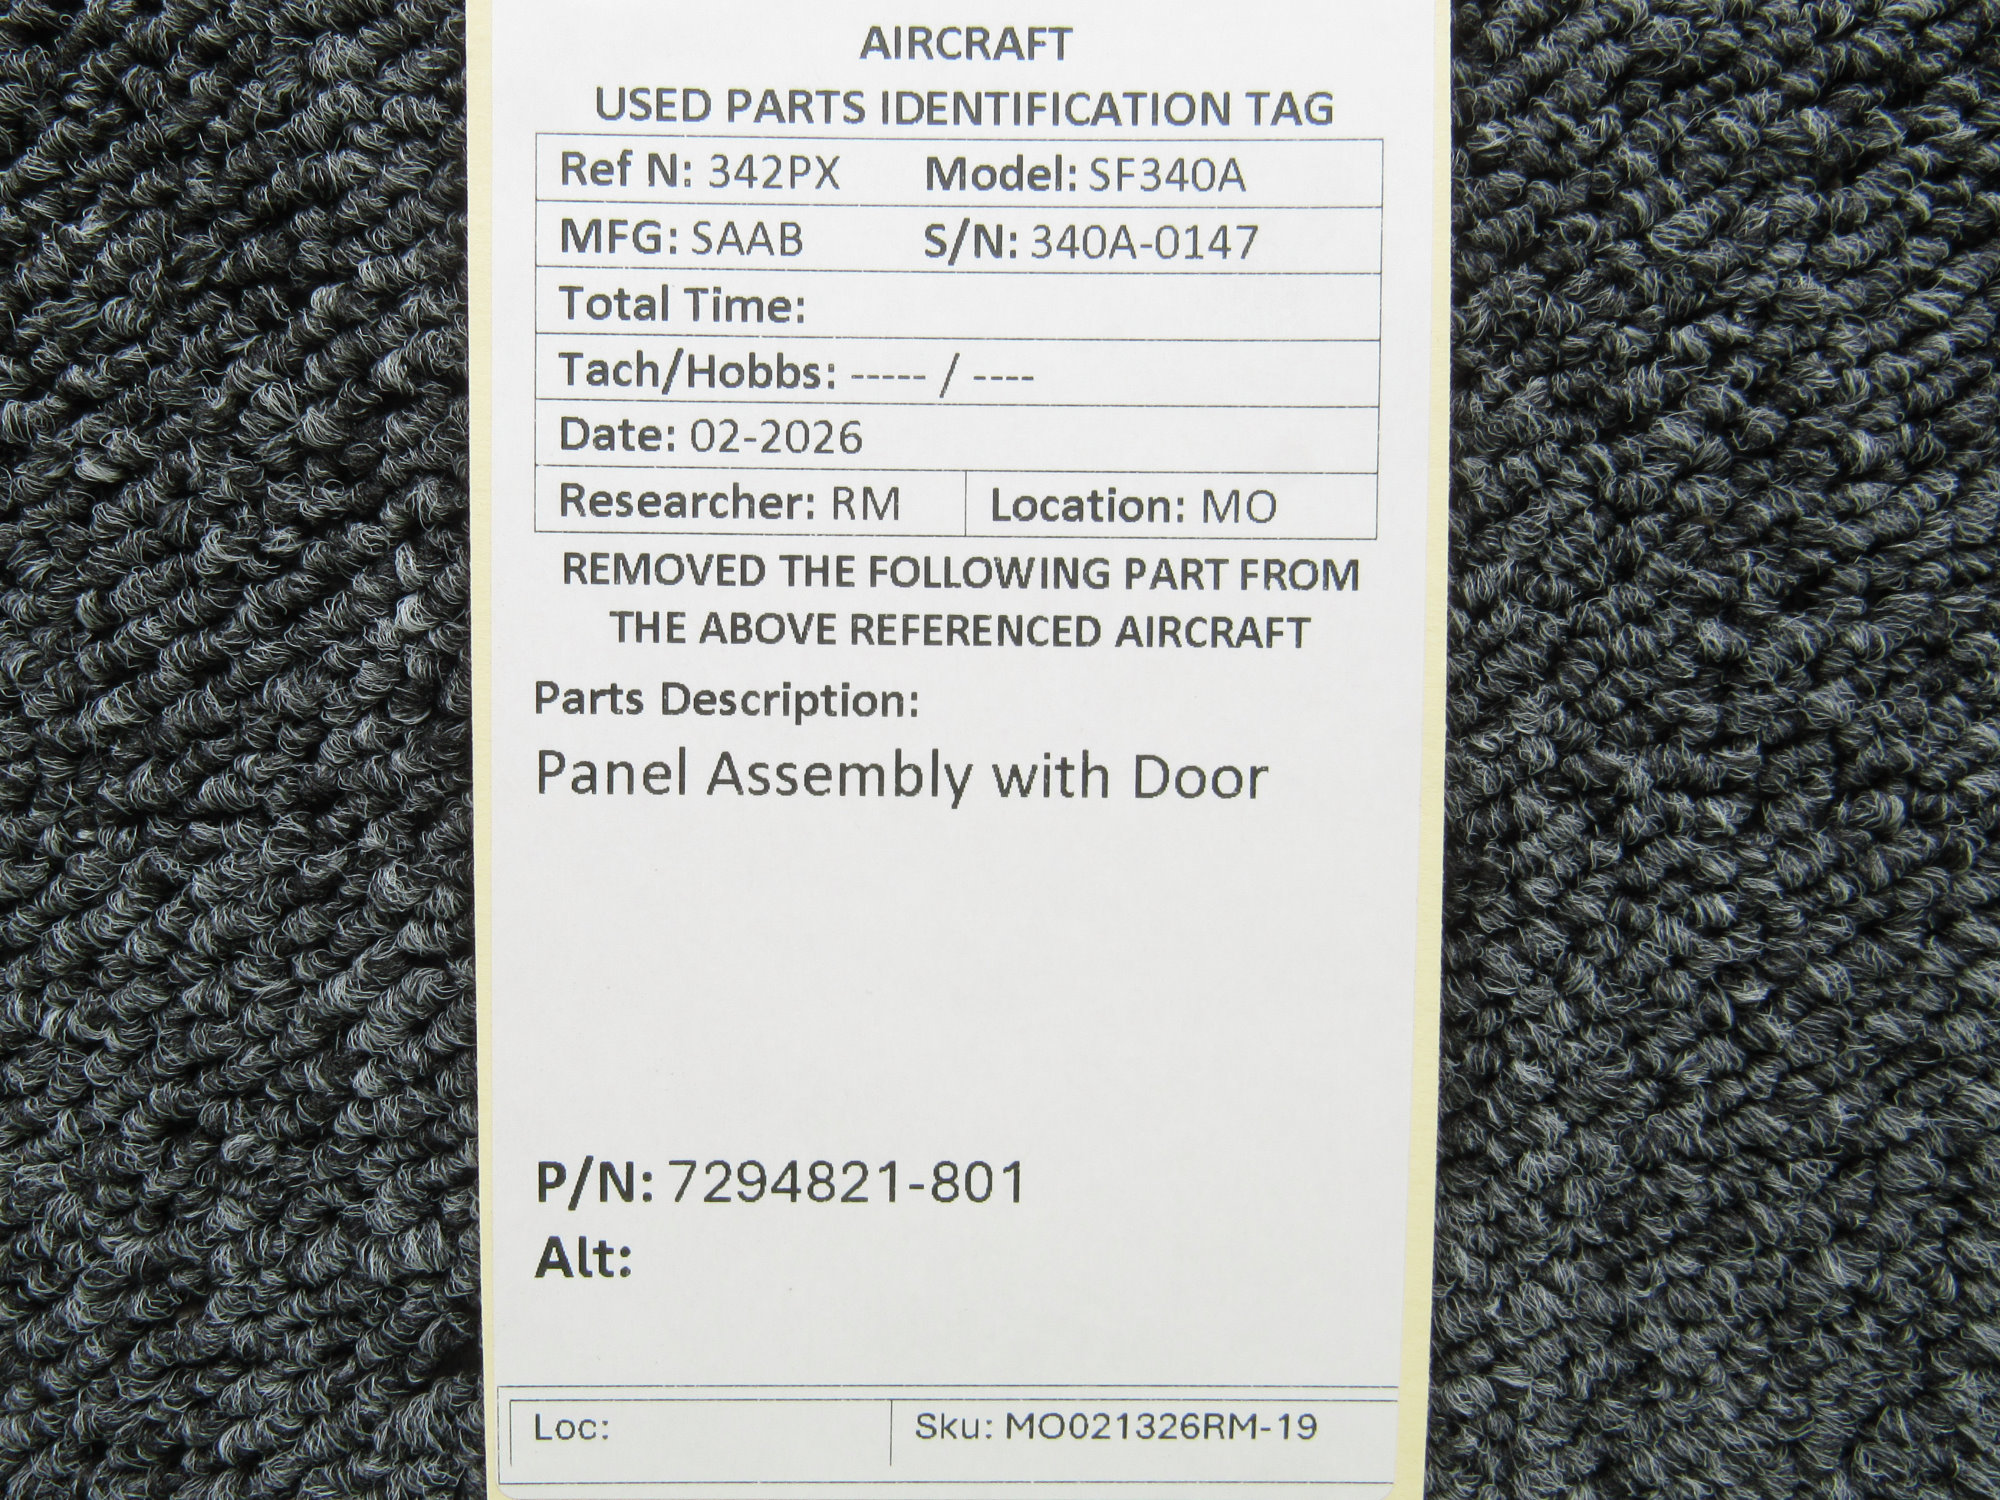 AIRCRAFT
USED PARTS IDENTIFICATION TAG
Ref N: 342PX Model: SF340A
MFG: SAAB S/N: 340A-0147
Total Time:
Tach/Hobbs: ----- / ----
Date: 02-2026
Researcher: RM Location: MO
REMOVED THE FOLLOWING PART FROM
THE ABOVE REFERENCED AIRCRAFT
Parts Description:
Panel Assembly with Door
P/N: 7294821-801
Alt:
Loc: Sku: MO021326RM-19